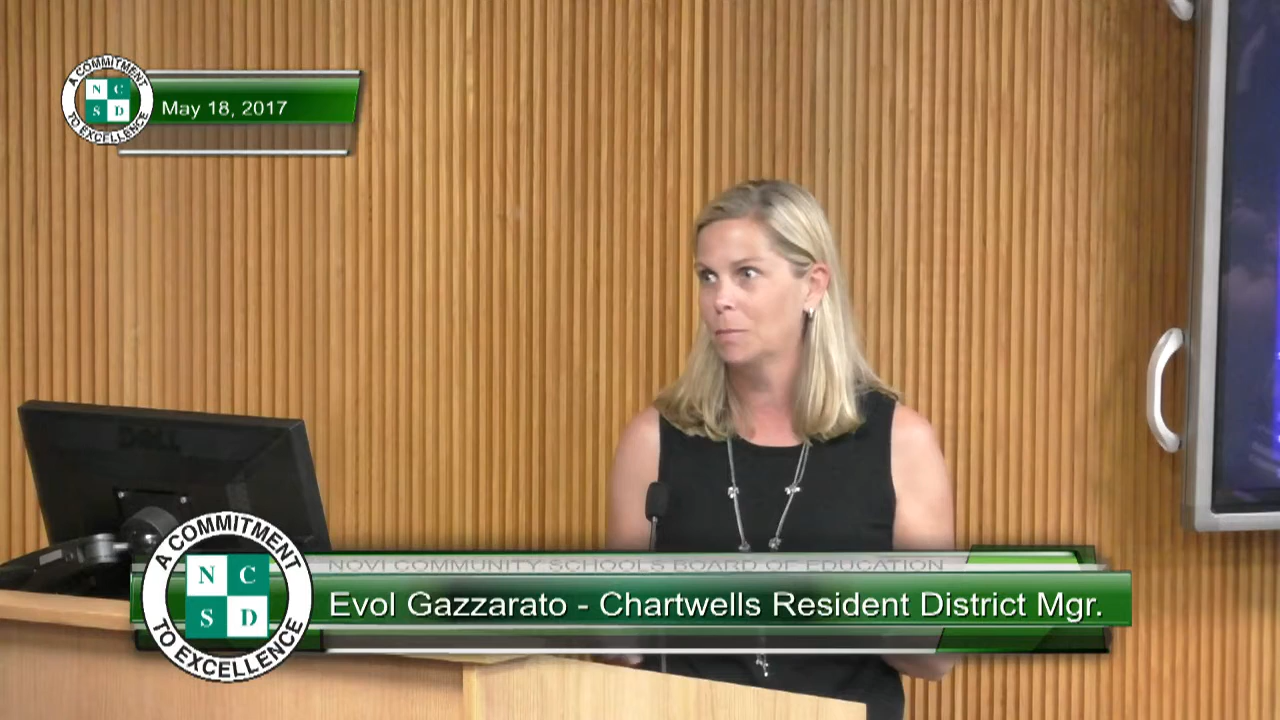 A COMMITMENT
N C
S D
TO EXCELLENCE
May 18, 2017
DELL
A COMMITMENT
N C
S D
TO EXCELLENCE
NOVI COMMUNITY SCHOOLS BOARD OF EDUCATION
Evol Gazzarato - Chartwells Resident District Mgr.